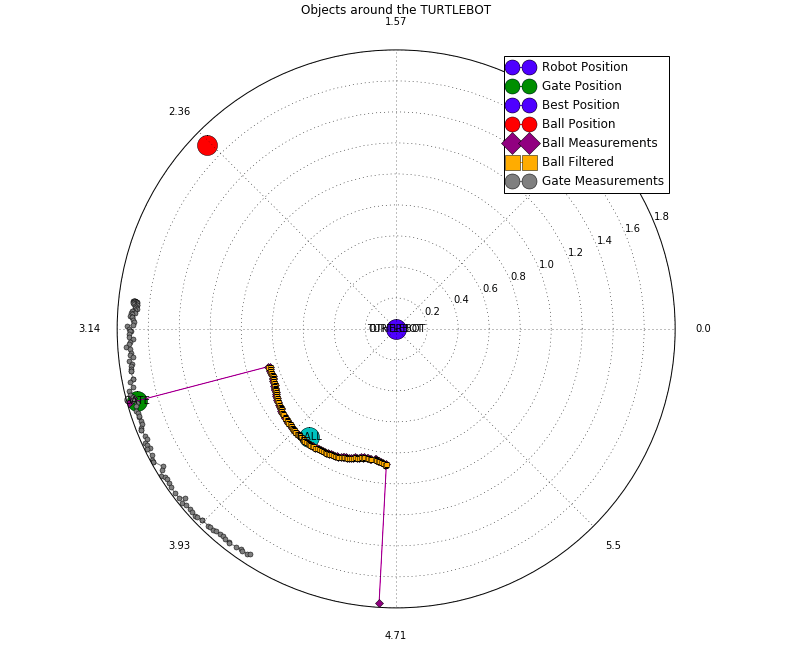 Objects around the TURTLEBOT
1.57
Robot Position
Gate Position
Best Position
Ball Position
Ball Measurements
Ball Filtered
Gate Measurements
2.36
1.8
1.6
1.4
1.2
1.0
0.8
0.6
0.4
0.2
3.14
0.0
GATE
BALL
3.93
5.5
4.71